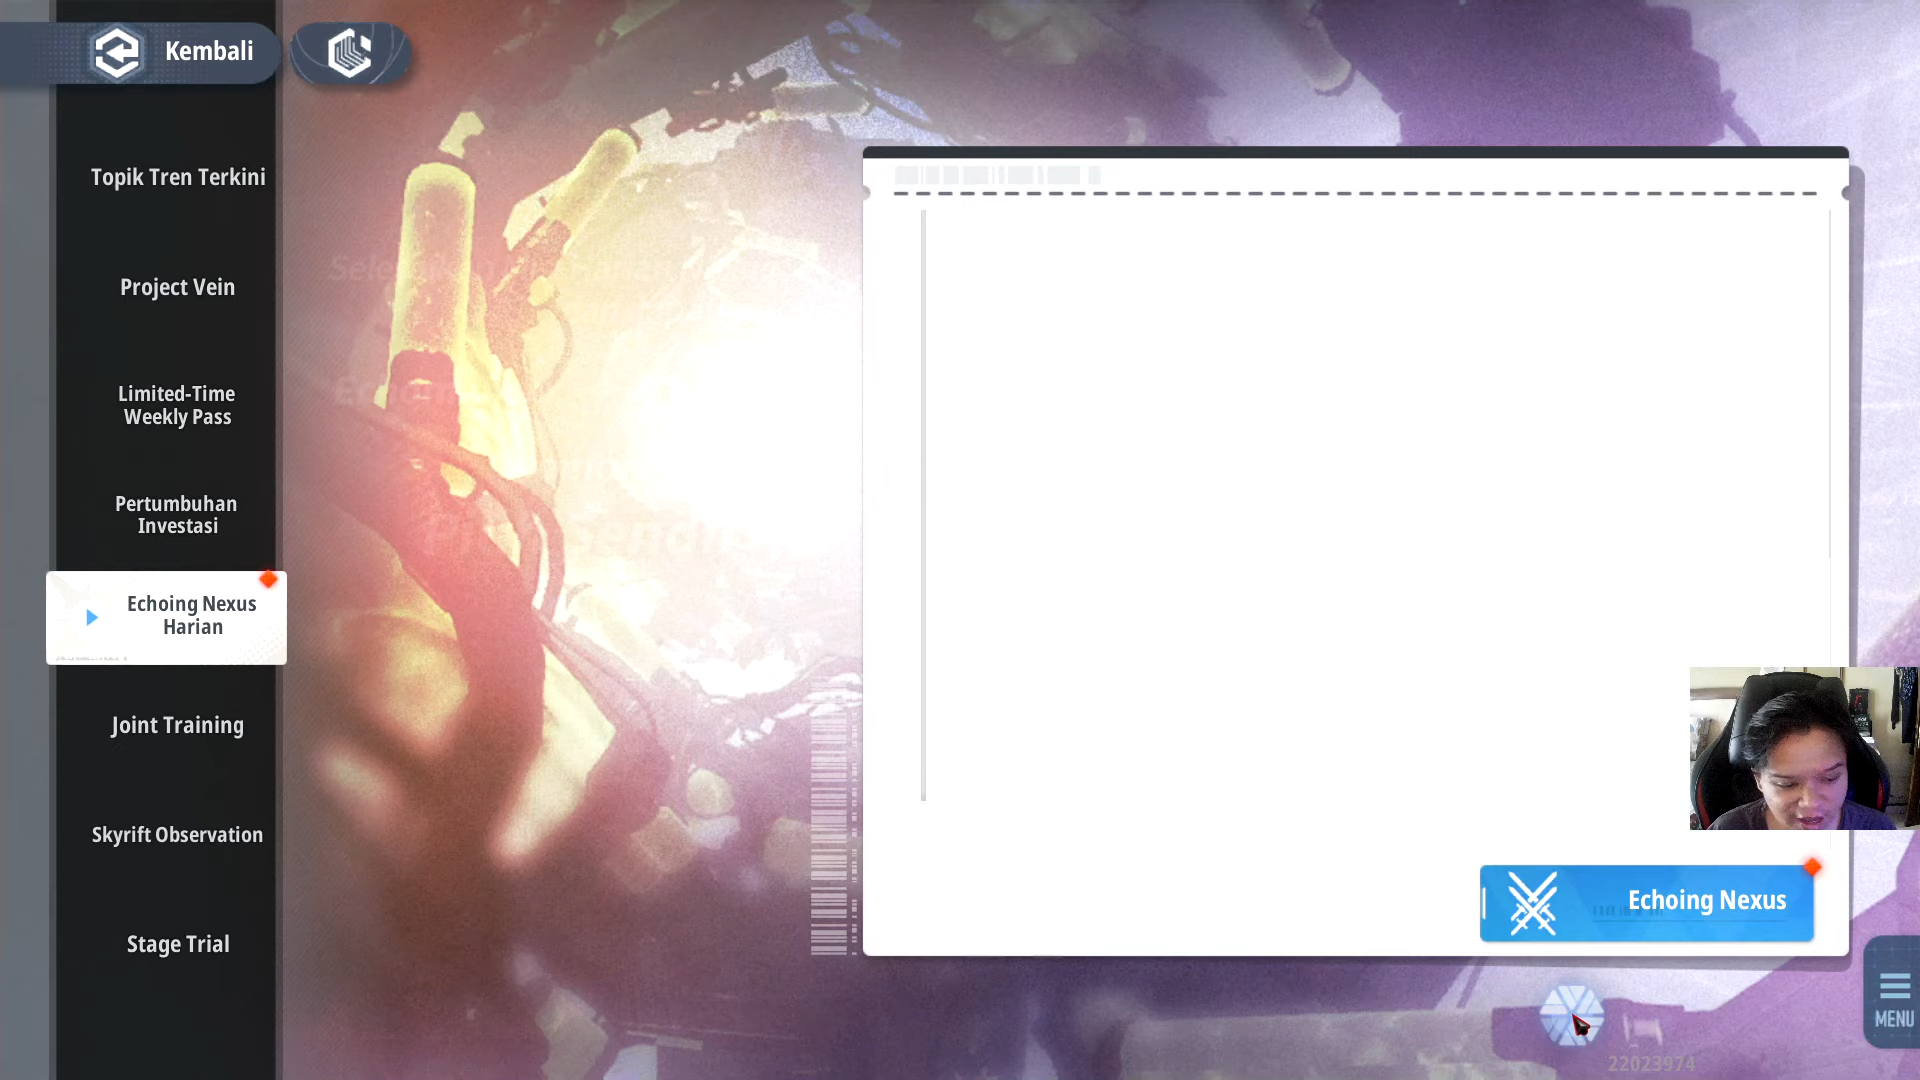 Kembali
Topik Tren Terkini
Project Vein
Limited-Time
Weekly Pass
Pertumbuhan
Investasi
Echoing Nexus
Harian
Joint Training
Skyrift Observation
Stage Trial
Echoing Nexus
MENU
22023974